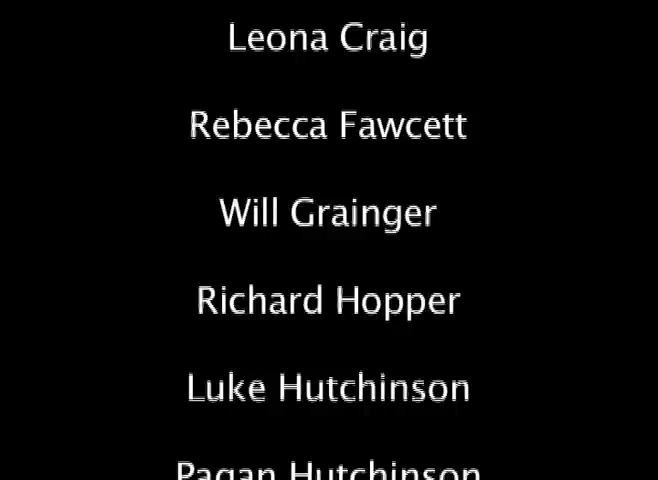 Leona Craig
Rebecca Fawcett
Will Grainger
Richard Hopper
Luke Hutchinson
Pagan Hutchinson